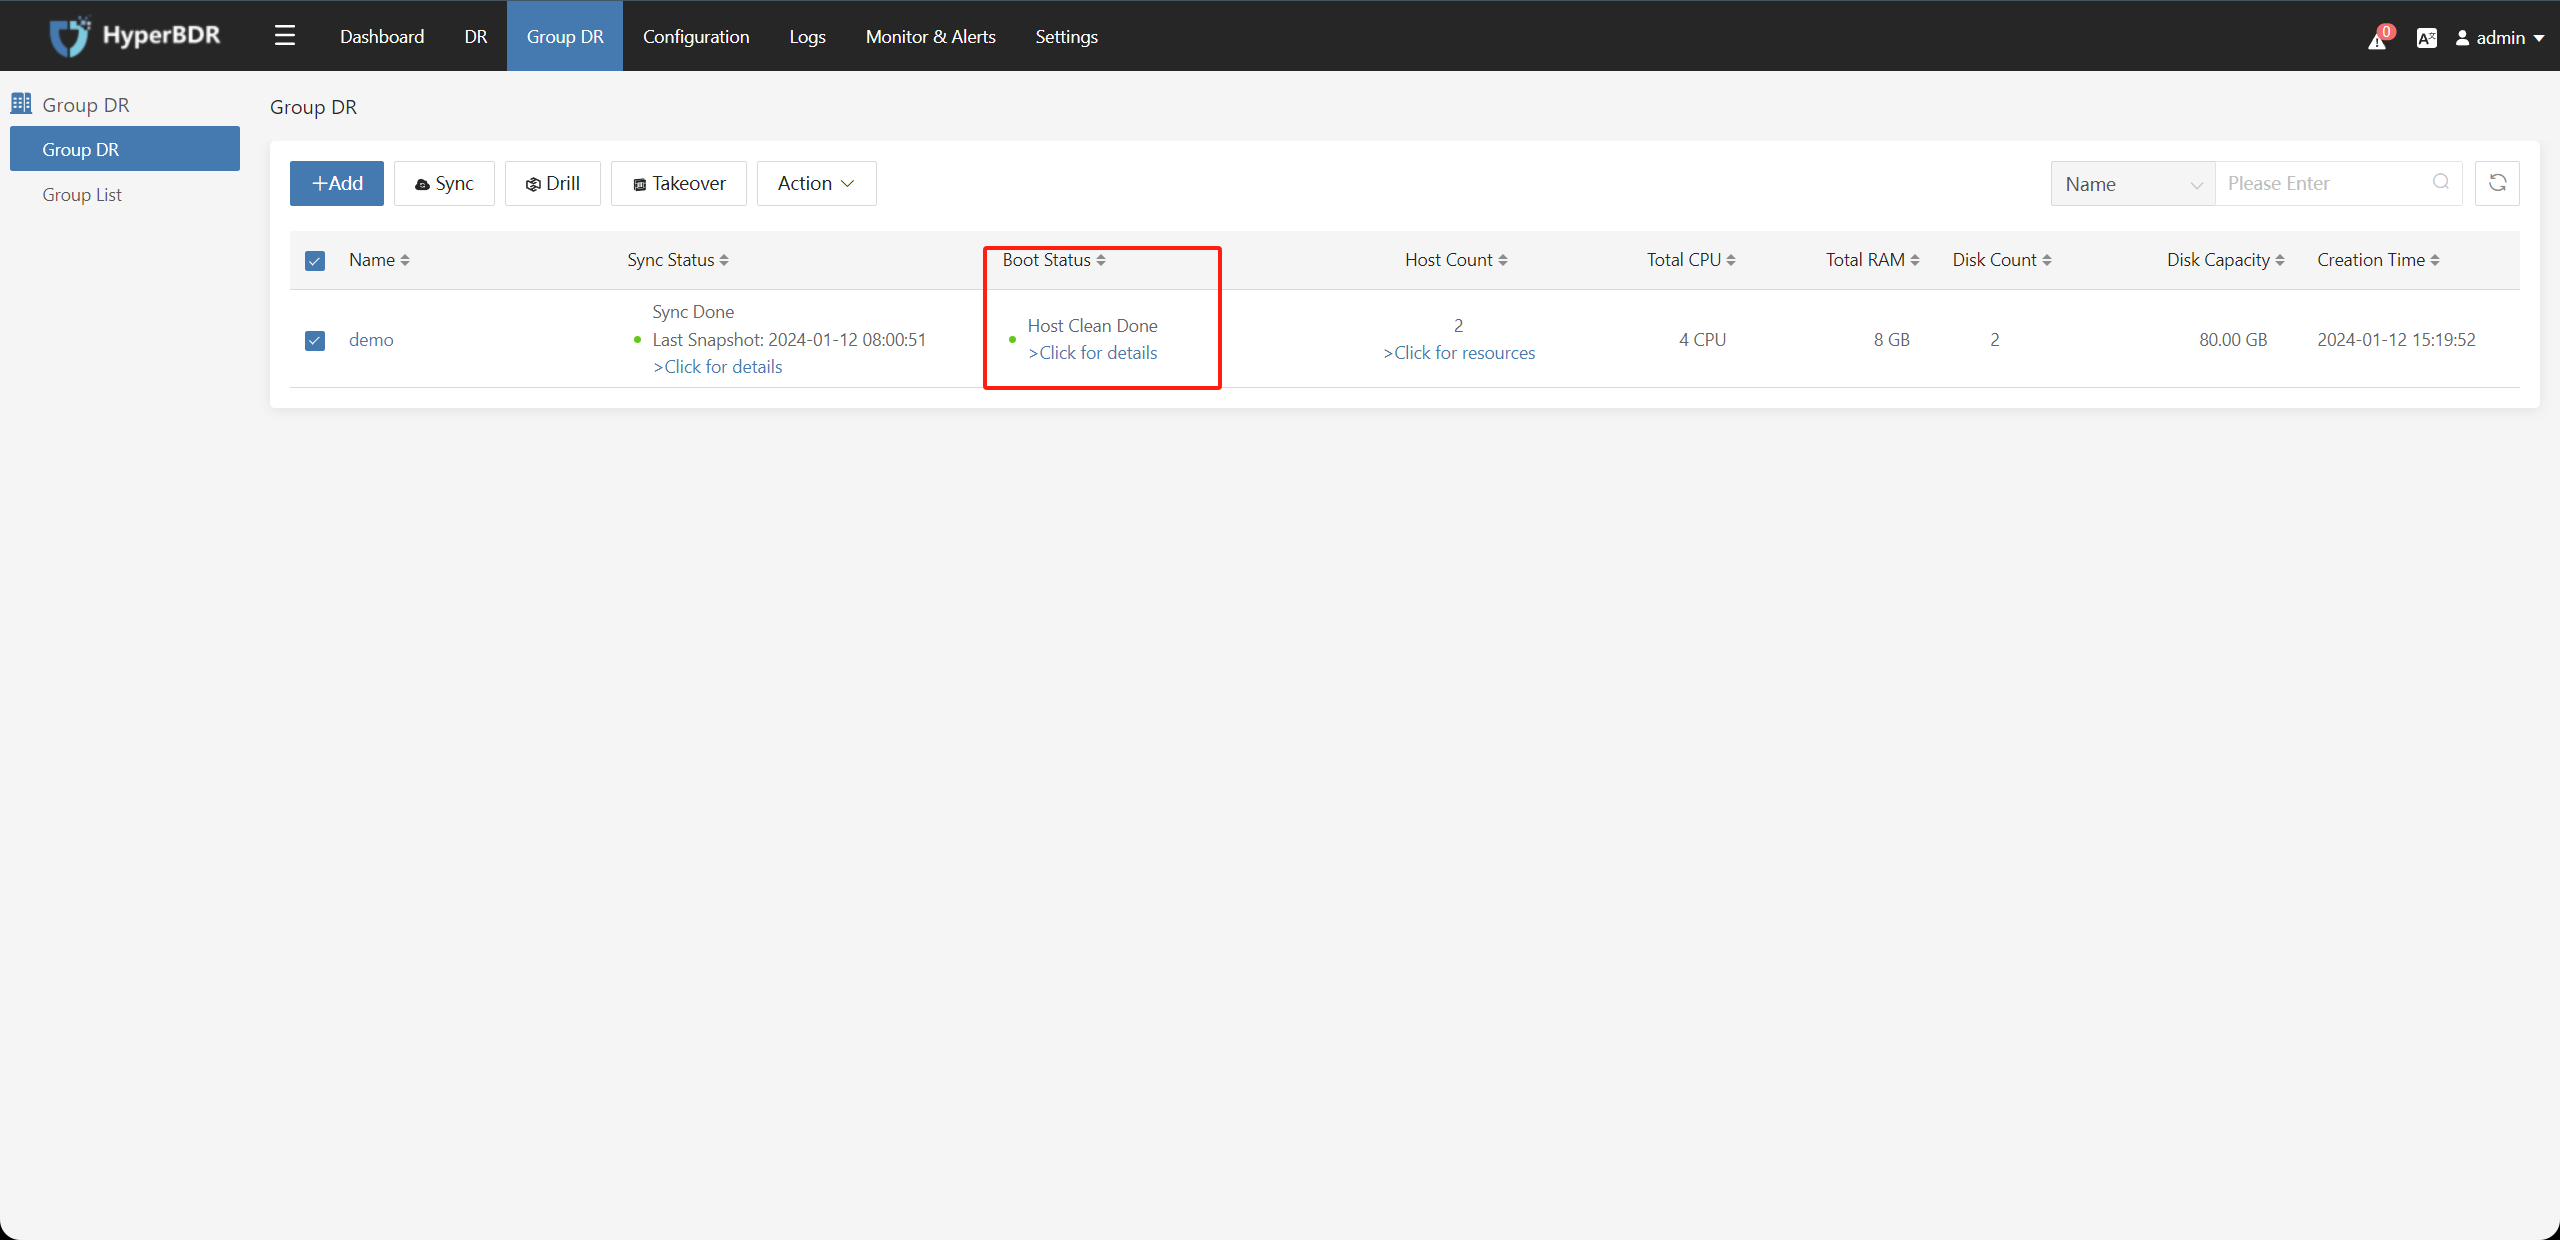 HyperBDR
Dashboard
DR
Group DR
Configuration
Logs
Monitor & Alerts
Settings
0
admin
Group DR
Group DR
Group List
Group DR
+Add
Sync
Drill
Takeover
Action
Name
Please Enter
Name
Sync Status
Boot Status
Host Count
Total CPU
Total RAM
Disk Count
Disk Capacity
Creation Time
demo
Sync Done
Last Snapshot: 2024-01-12 08:00:51
>Click for details
Host Clean Done
>Click for details
2
>Click for resources
4 CPU
8 GB
2
80.00 GB
2024-01-12 15:19:52